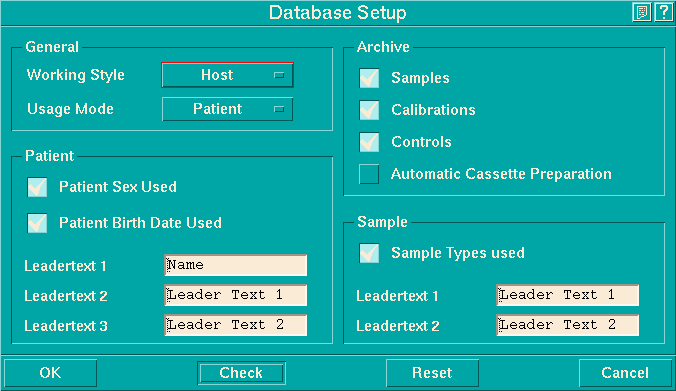 Database Setup
?
General
Working Style Host
Usage Mode Patient
Patient
Patient Sex Used
Patient Birth Date Used
Leadertext 1 Name
Leadertext 2 Leader Text 1
Leadertext 3 Leader Text 2
Archive
Samples
Calibrations
Controls
Automatic Cassette Preparation
Sample
Sample Types used
Leadertext 1 Leader Text 1
Leadertext 2 Leader Text 2
OK Check Reset Cancel